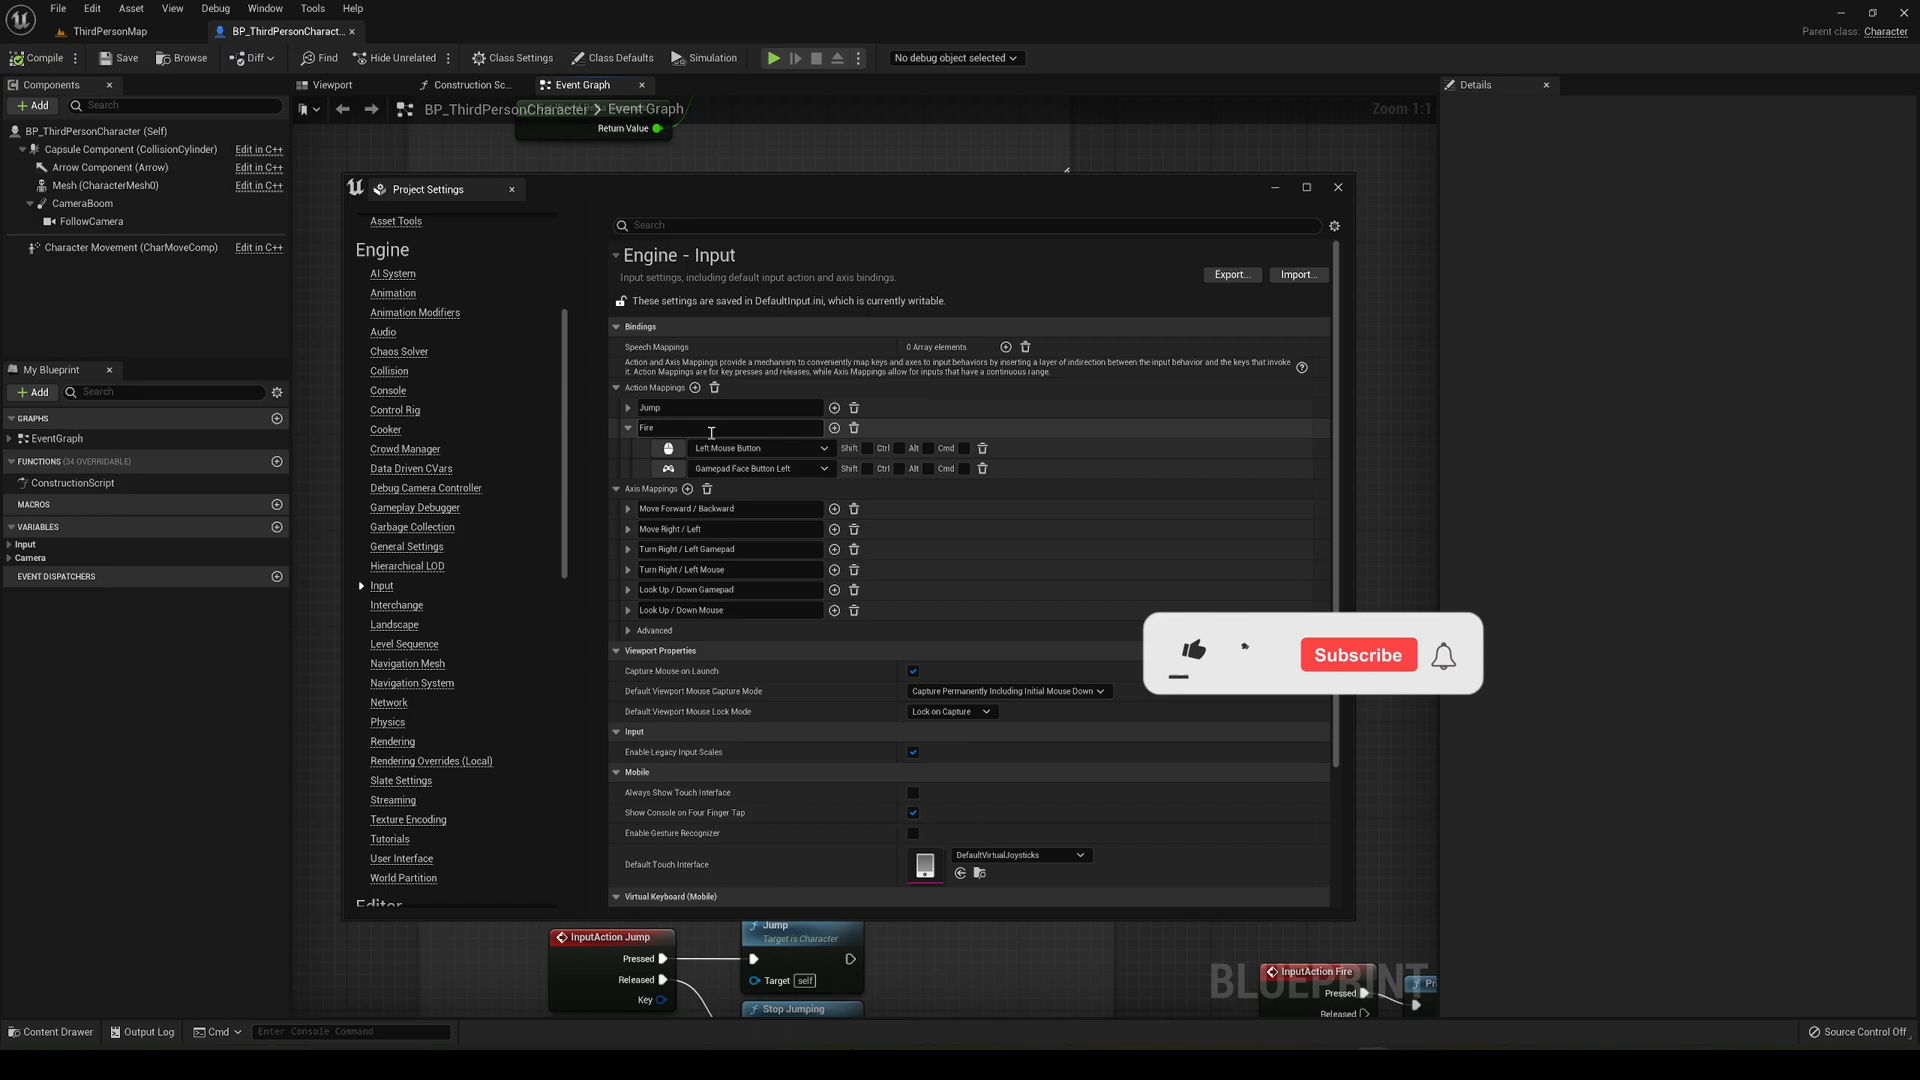 File Edit Asset View Debug Window Tools Help
ThirdPersonMap BP_ThirdPersonCharact...
Parent class: Character
Compile Save Browse Diff Find Hide Unrelated Class Settings Class Defaults Simulation No debug object selected
Components
Viewport Construction Sc... Event Graph
Details
Add Search
BP_ThirdPersonCharacter > Event Graph
Zoom 1:1
Return Value
BP_ThirdPersonCharacter (Self)
Capsule Component (CollisionCylinder) Edit in C++
Arrow Component (Arrow) Edit in C++
Mesh (CharacterMesh0) Edit in C++
CameraBoom
FollowCamera
Character Movement (CharMoveComp) Edit in C++
My Blueprint
Add Search
GRAPHS
EventGraph
FUNCTIONS (34 OVERRIDABLE)
ConstructionScript
MACROS
VARIABLES
Input
Camera
EVENT DISPATCHERS
Project Settings
Asset Tools
Engine
AI System
Animation
Animation Modifiers
Audio
Chaos Solver
Collision
Console
Control Rig
Cooker
Crowd Manager
Data Driven CVars
Debug Camera Controller
Gameplay Debugger
Garbage Collection
General Settings
Hierarchical LOD
Input
Interchange
Landscape
Level Sequence
Navigation Mesh
Navigation System
Network
Physics
Rendering
Rendering Overrides (Local)
Slate Settings
Streaming
Texture Encoding
Tutorials
User Interface
World Partition
Editor
Search
Engine - Input
Input settings, including default input action and axis bindings.
Export... Import...
These settings are saved in DefaultInput.ini, which is currently writable.
Bindings
Speech Mappings 0 Array elements
Action and Axis Mappings provide a mechanism to conveniently map keys and axes to input behaviors by inserting a layer of indirection between the input behavior and the keys that invoke
it. Action Mappings are for key presses and releases, while Axis Mappings allow for inputs that have a continuous range.
Action Mappings
Jump
Fire
Left Mouse Button Shift Ctrl Alt Cmd
Gamepad Face Button Left Shift Ctrl Alt Cmd
Axis Mappings
Move Forward / Backward
Move Right / Left
Turn Right / Left Gamepad
Turn Right / Left Mouse
Look Up / Down Gamepad
Look Up / Down Mouse
Advanced
Viewport Properties
Capture Mouse on Launch
Default Viewport Mouse Capture Mode Capture Permanently Including Initial Mouse Down
Default Viewport Mouse Lock Mode Lock on Capture
Input
Enable Legacy Input Scales
Mobile
Always Show Touch Interface
Show Console on Four Finger Tap
Enable Gesture Recognizer
Default Touch Interface DefaultVirtualJoysticks
Virtual Keyboard (Mobile)
Subscribe
InputAction Jump
Pressed
Released
Key
Jump
Target is Character
Target self
Stop Jumping
BLUEPRINT
InputAction Fire
Pressed
Released
Pr
Content Drawer Output Log Cmd Enter Console Command
Source Control Off